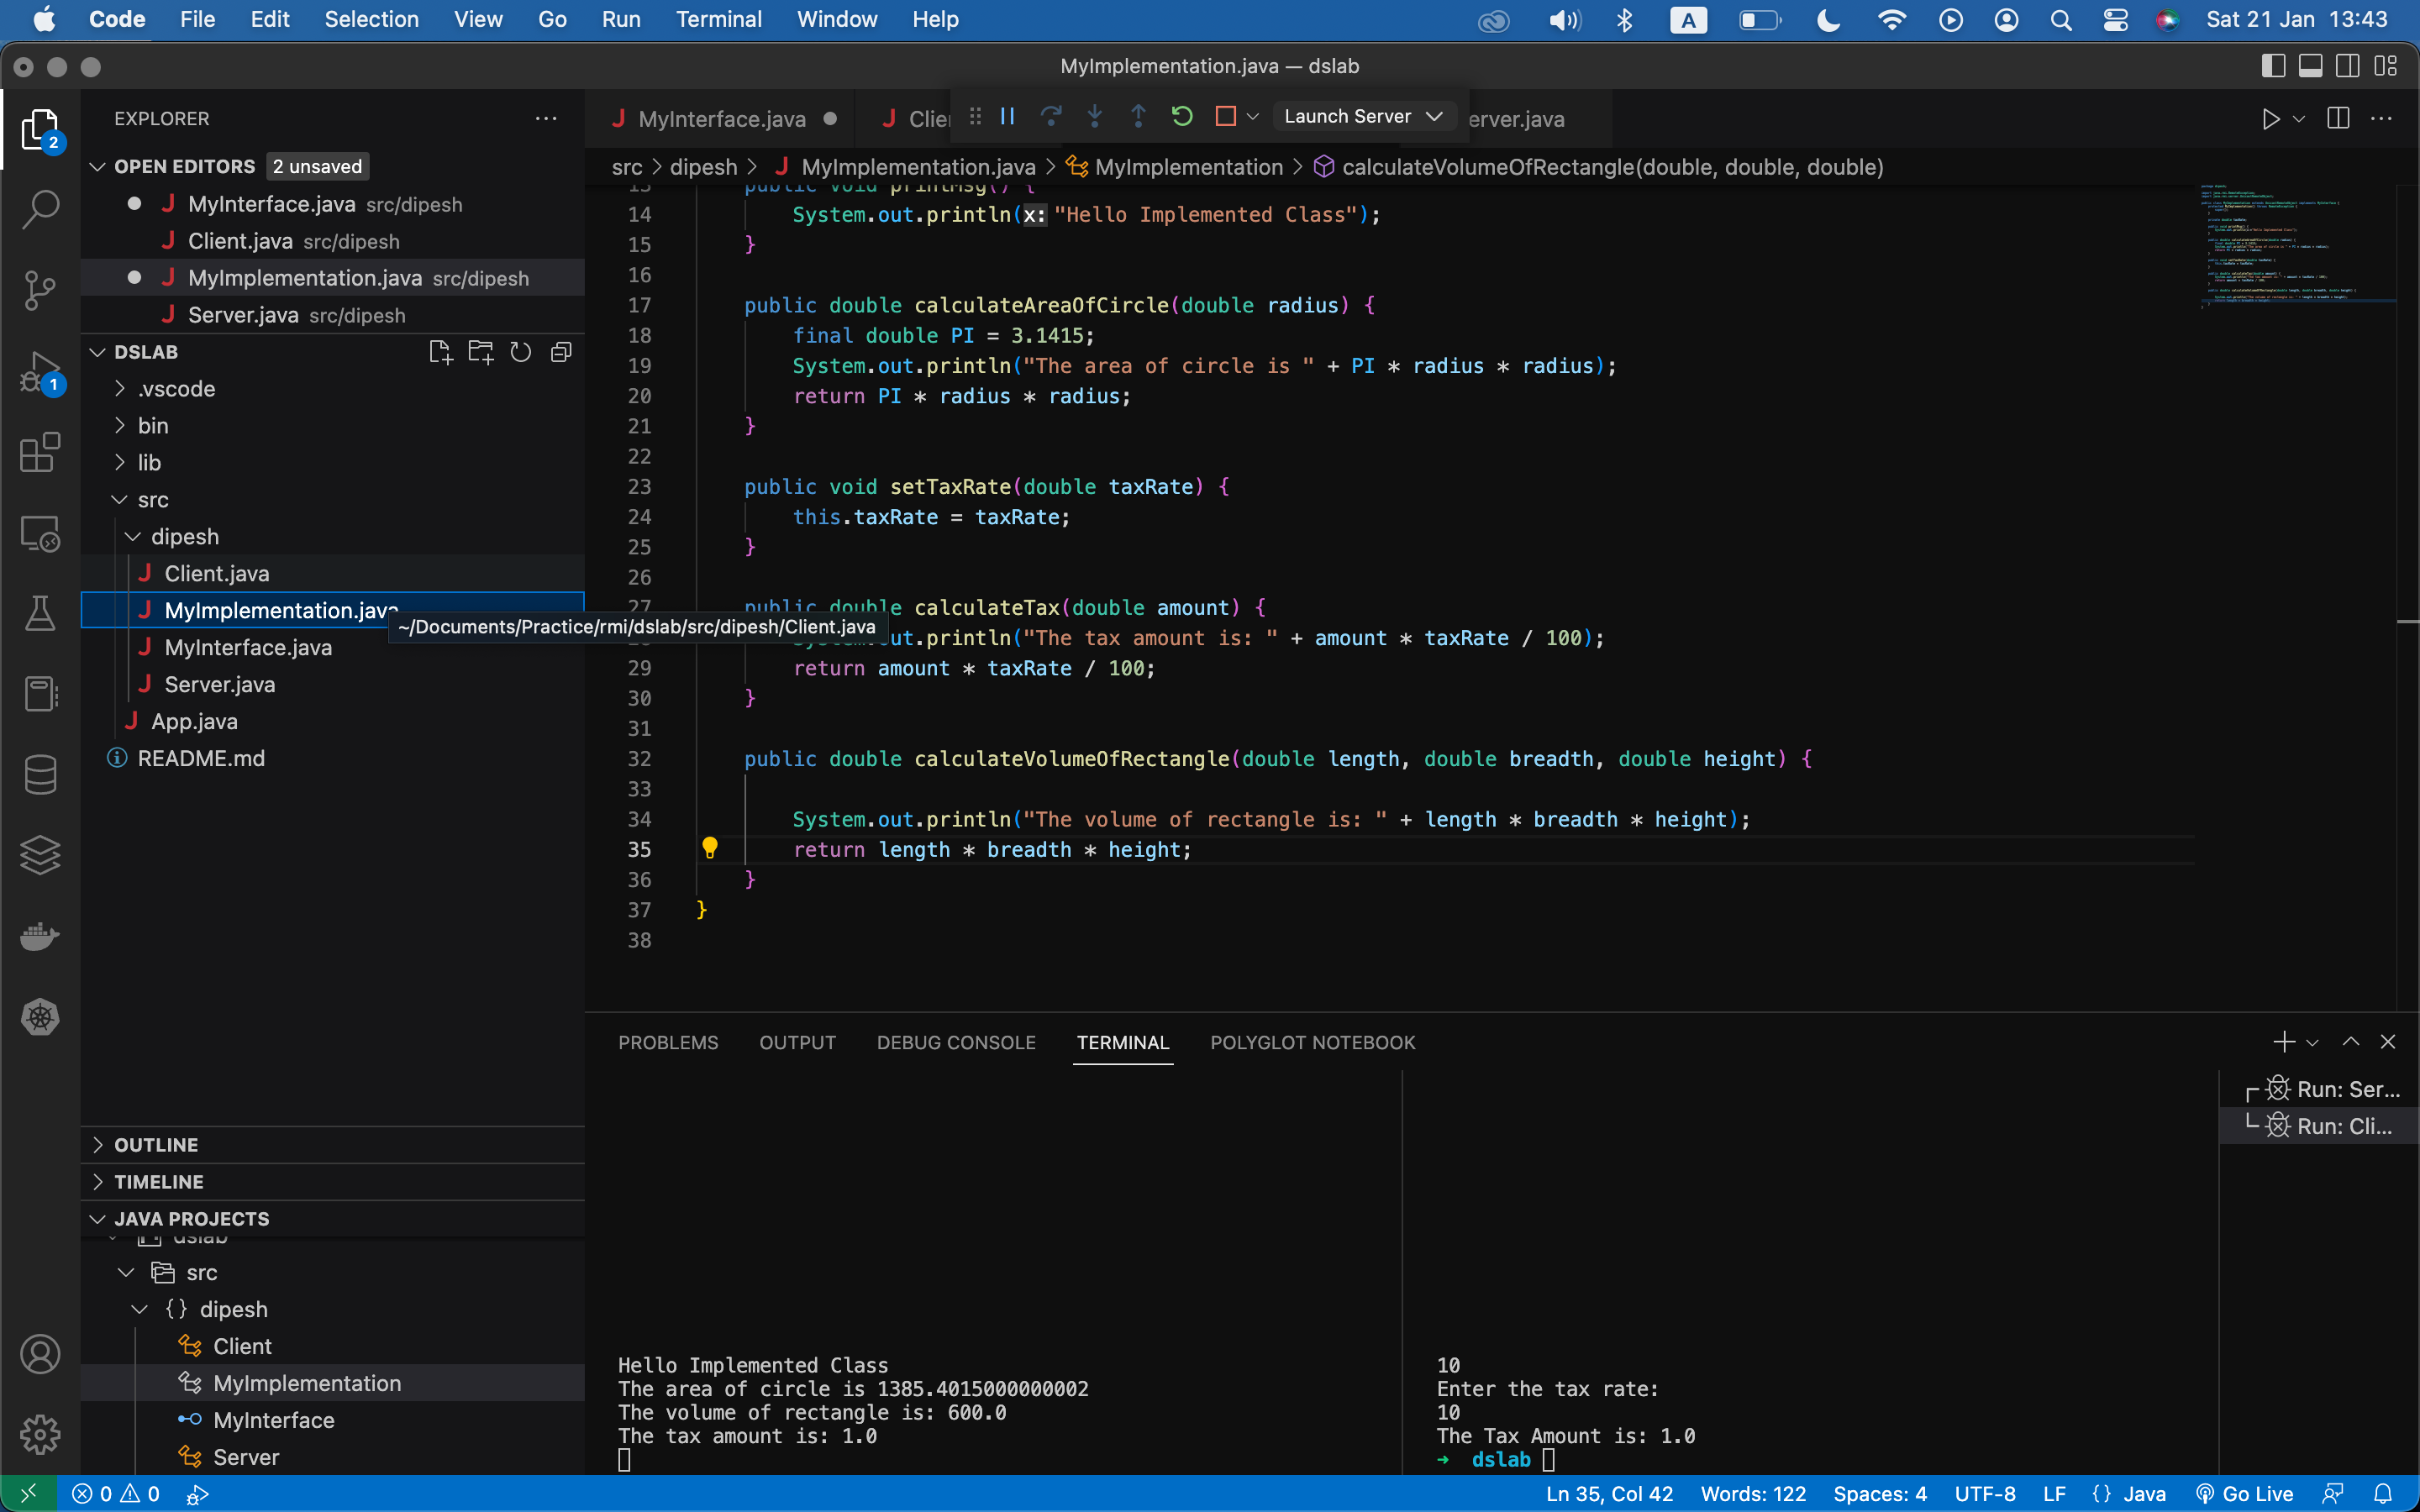 Code File Edit Selection View Go Run Terminal Window Help A Sat 21 Jan 13:43
MyImplementation.java — dslab
EXPLORER
OPEN EDITORS 2 unsaved
MyInterface.java src/dipesh
Client.java src/dipesh
MyImplementation.java src/dipesh
Server.java src/dipesh
DSLAB
.vscode
bin
lib
src
dipesh
Client.java
MyImplementation.java
MyInterface.java
Server.java
App.java
README.md
~/Documents/Practice/rmi/dslab/src/dipesh/Client.java
OUTLINE
TIMELINE
JAVA PROJECTS
dslab
src
{} dipesh
Client
MyImplementation
MyInterface
Server
2
1
MyInterface.java Clie Launch Server erver.java
src > dipesh > MyImplementation.java > MyImplementation > calculateVolumeOfRectangle(double, double, double)
13 public void printMsg() {
14 System.out.println(x: "Hello Implemented Class");
15 }
16
17 public double calculateAreaOfCircle(double radius) {
18 final double PI = 3.1415;
19 System.out.println("The area of circle is " + PI * radius * radius);
20 return PI * radius * radius;
21 }
22
23 public void setTaxRate(double taxRate) {
24 this.taxRate = taxRate;
25 }
26
27 public double calculateTax(double amount) {
28 System.out.println("The tax amount is: " + amount * taxRate / 100);
29 return amount * taxRate / 100;
30 }
31
32 public double calculateVolumeOfRectangle(double length, double breadth, double height) {
33
34 System.out.println("The volume of rectangle is: " + length * breadth * height);
35 return length * breadth * height;
36 }
37 }
38
PROBLEMS OUTPUT DEBUG CONSOLE TERMINAL POLYGLOT NOTEBOOK
Hello Implemented Class
The area of circle is 1385.4015000000002
The volume of rectangle is: 600.0
The tax amount is: 1.0
10
Enter the tax rate:
10
The Tax Amount is: 1.0
➜ dslab
Run: Ser...
Run: Cli...
0 0 Ln 35, Col 42 Words: 122 Spaces: 4 UTF-8 LF {} Java Go Live